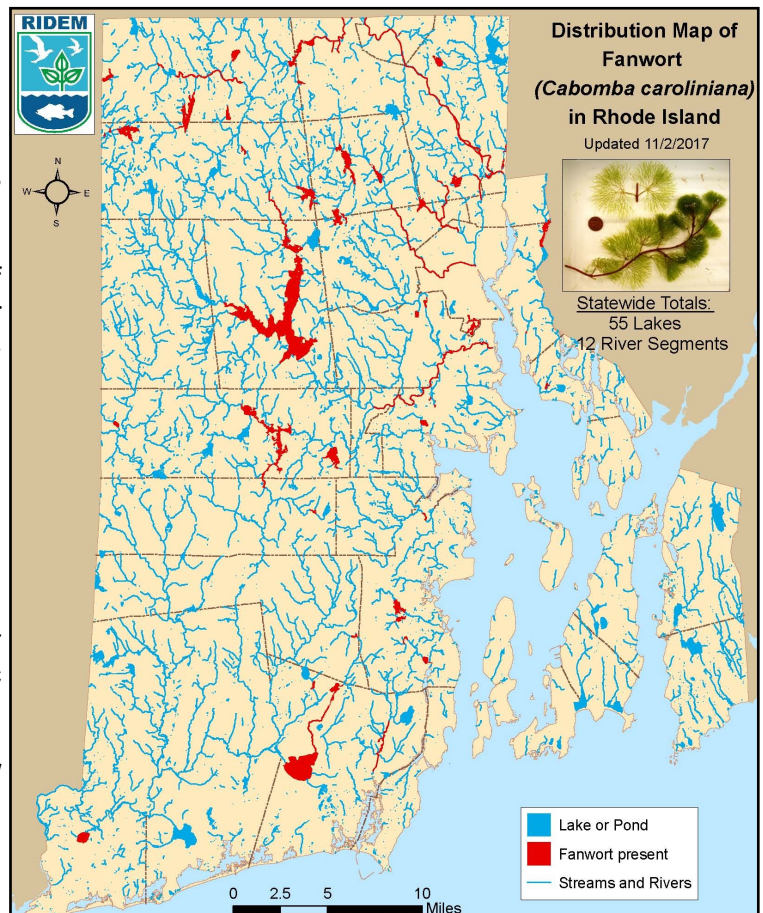 RIDEM
Distribution Map of
Fanwort
(Cabomba caroliniana)
in Rhode Island
Updated 11/2/2017
N
W E
S
Statewide Totals:
55 Lakes
12 River Segments
Lake or Pond
Fanwort present
Streams and Rivers
0 2.5 5 10
Miles